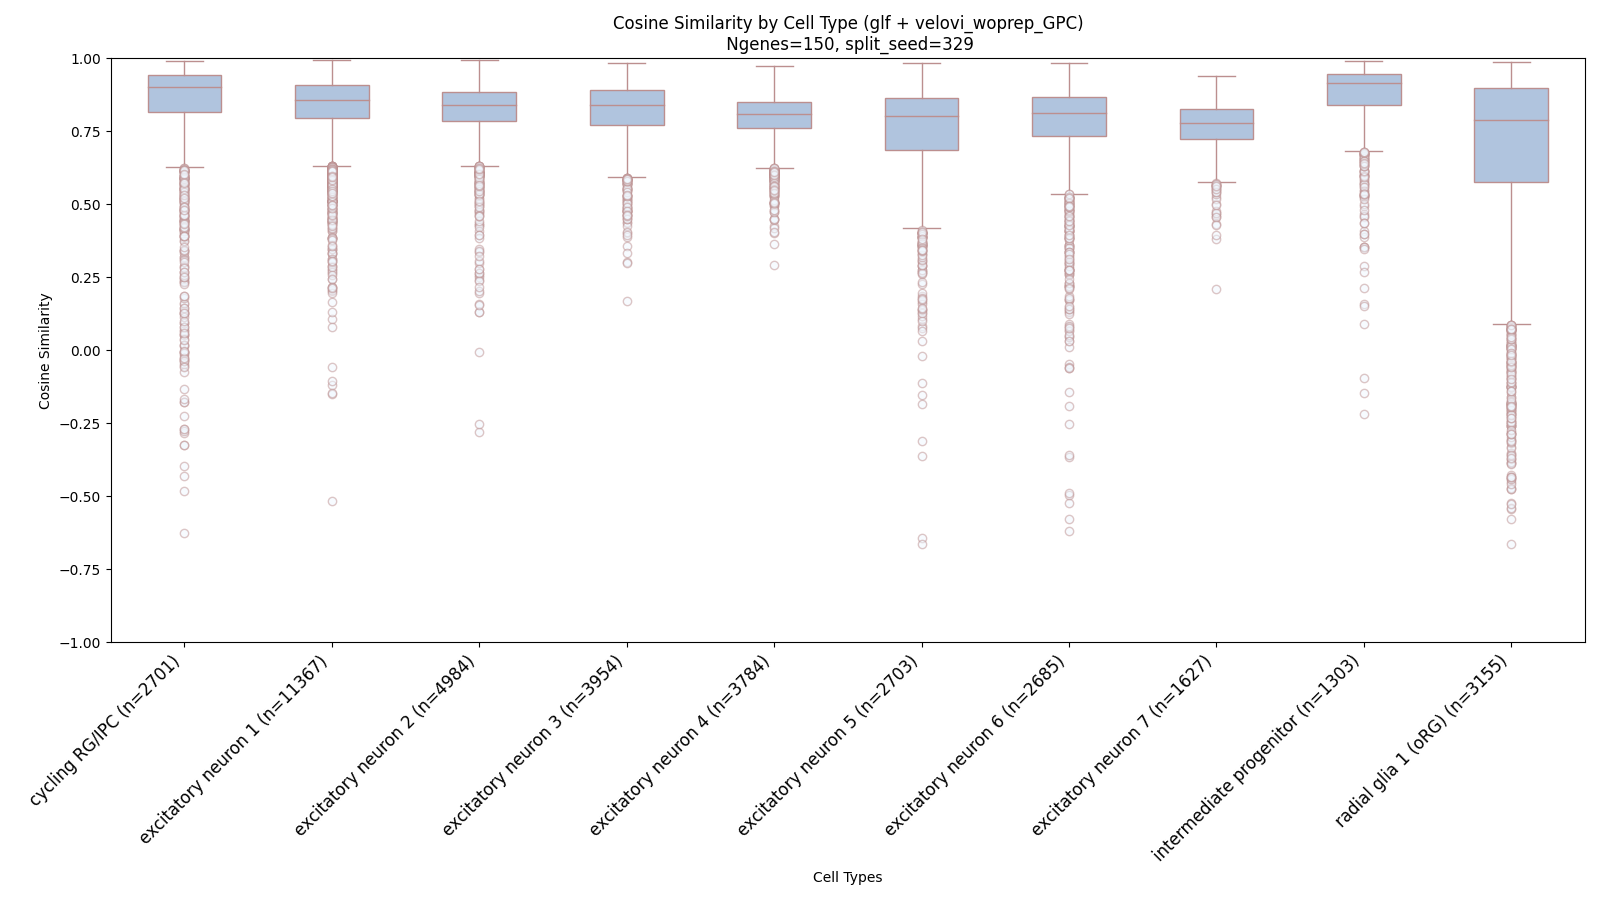 Cosine Similarity by Cell Type (glf + velovi_woprep_GPC)
Ngenes=150, split_seed=329
1.00
0.75
0.50
0.25
0.00
−0.25
−0.50
−0.75
−1.00
Cosine Similarity
cycling RG/IPC (n=2701)
excitatory neuron 1 (n=11367)
excitatory neuron 2 (n=4984)
excitatory neuron 3 (n=3954)
excitatory neuron 4 (n=3784)
excitatory neuron 5 (n=2703)
excitatory neuron 6 (n=2685)
excitatory neuron 7 (n=1627)
intermediate progenitor (n=1303)
radial glia 1 (oRG) (n=3155)
Cell Types